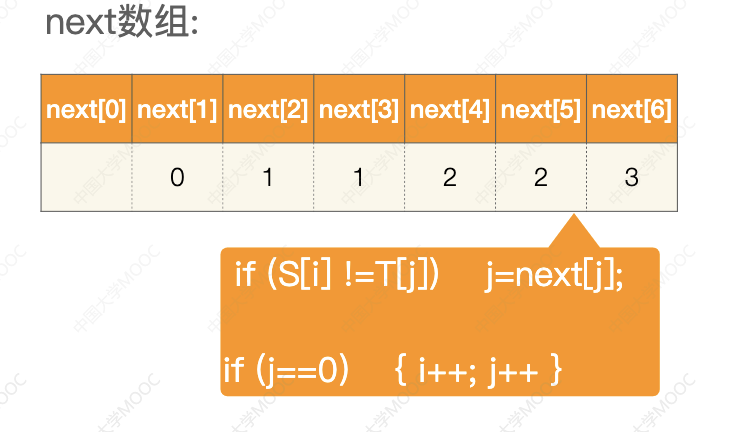 next数组:
next[0] next[1] next[2] next[3] next[4] next[5] next[6]
0 1 1 2 2 3
if (S[i] !=T[j]) j=next[j];
if (j==0) { i++; j++ }
中国大学MOOC